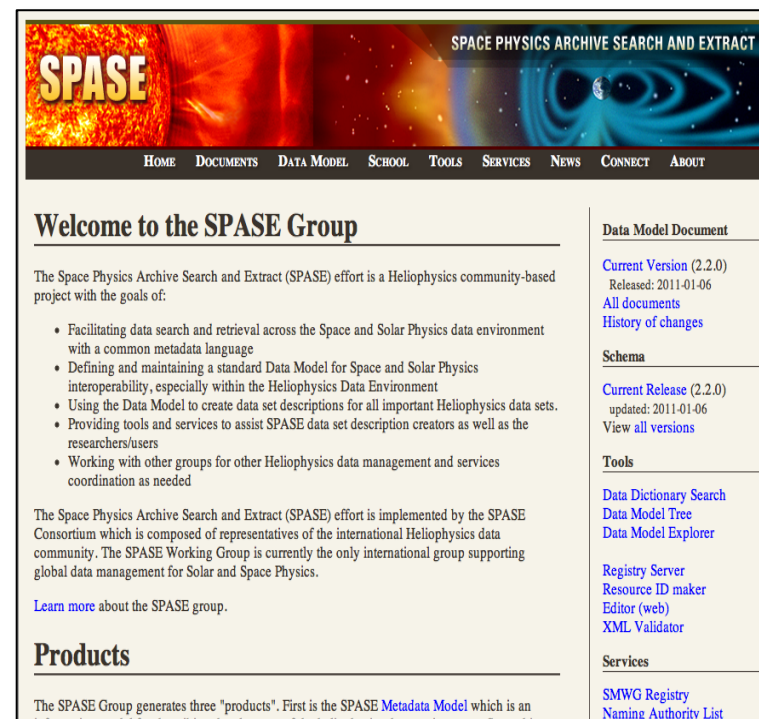 SPACE PHYSICS ARCHIVE SEARCH AND EXTRACT
SPASE
HOME DOCUMENTS DATA MODEL SCHOOL TOOLS SERVICES NEWS CONNECT ABOUT
Welcome to the SPASE Group
The Space Physics Archive Search and Extract (SPASE) effort is a Heliophysics community-based
project with the goals of:
• Facilitating data search and retrieval across the Space and Solar Physics data environment
with a common metadata language
• Defining and maintaining a standard Data Model for Space and Solar Physics
interoperability, especially within the Heliophysics Data Environment
• Using the Data Model to create data set descriptions for all important Heliophysics data sets.
• Providing tools and services to assist SPASE data set description creators as well as the
researchers/users
• Working with other groups for other Heliophysics data management and services
coordination as needed
The Space Physics Archive Search and Extract (SPASE) effort is implemented by the SPASE
Consortium which is composed of representatives of the international Heliophysics data
community. The SPASE Working Group is currently the only international group supporting
global data management for Solar and Space Physics.
Learn more about the SPASE group.
Products
The SPASE Group generates three "products". First is the SPASE Metadata Model which is an
Data Model Document
Current Version (2.2.0)
Released: 2011-01-06
All documents
History of changes
Schema
Current Release (2.2.0)
updated: 2011-01-06
View all versions
Tools
Data Dictionary Search
Data Model Tree
Data Model Explorer
Registry Server
Resource ID maker
Editor (web)
XML Validator
Services
SMWG Registry
Naming Authority List